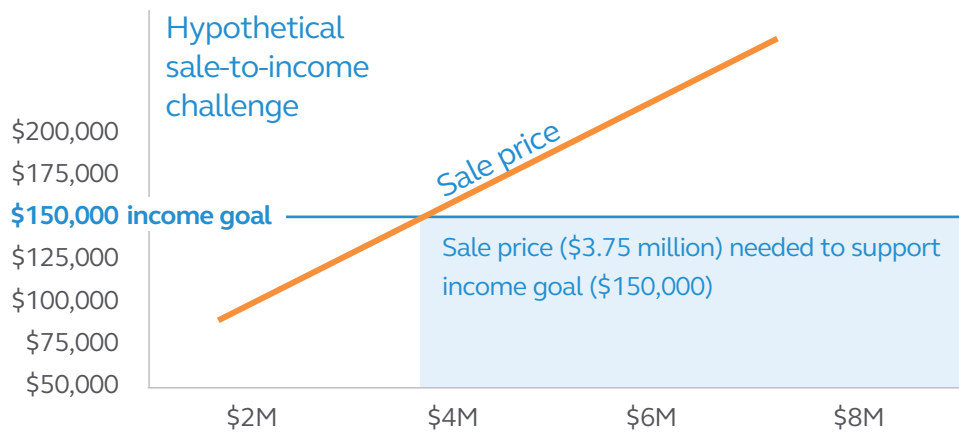 Hypothetical
sale-to-income
challenge
$200,000
$175,000
$150,000 income goal
$125,000
$100,000
$75,000
$50,000
Sale price
Sale price ($3.75 million) needed to support
income goal ($150,000)
$2M
$4M
$6M
$8M